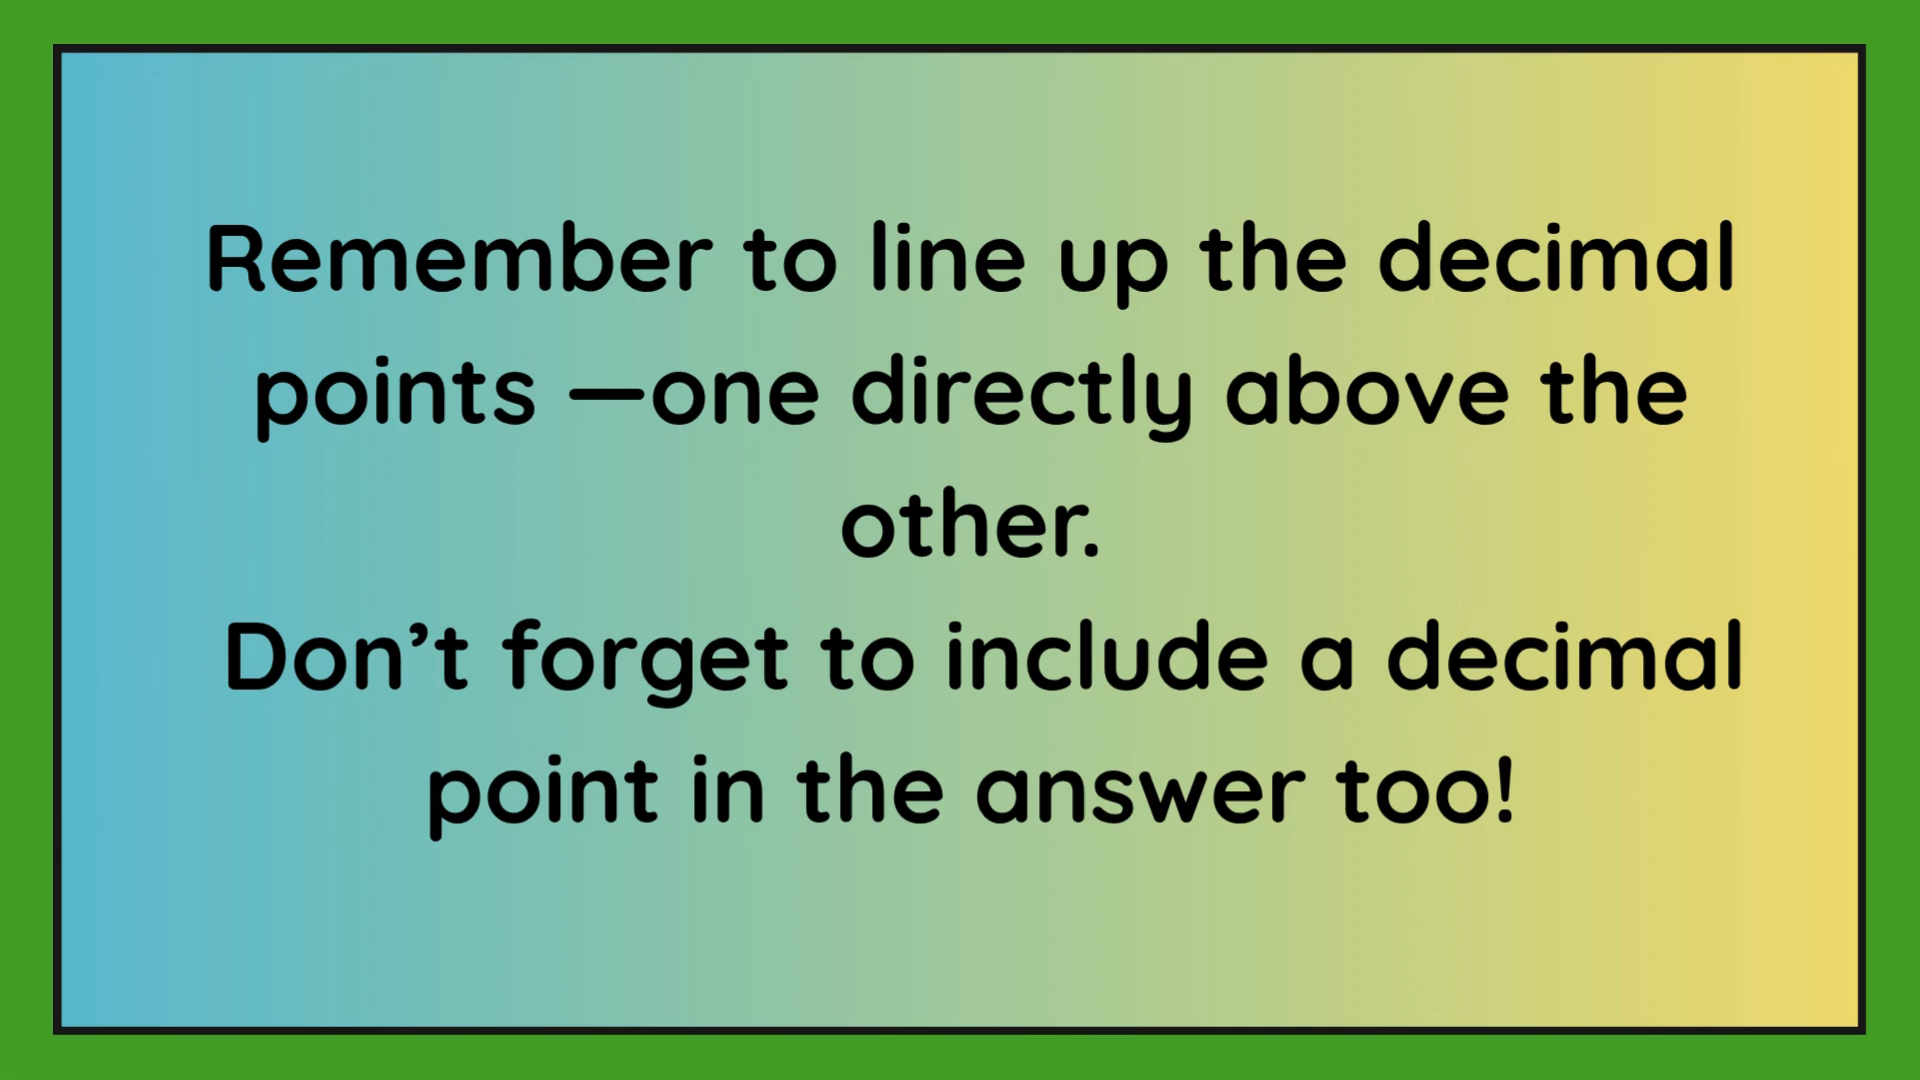 Remember to line up the decimal
points —one directly above the
other.
Don’t forget to include a decimal
point in the answer too!